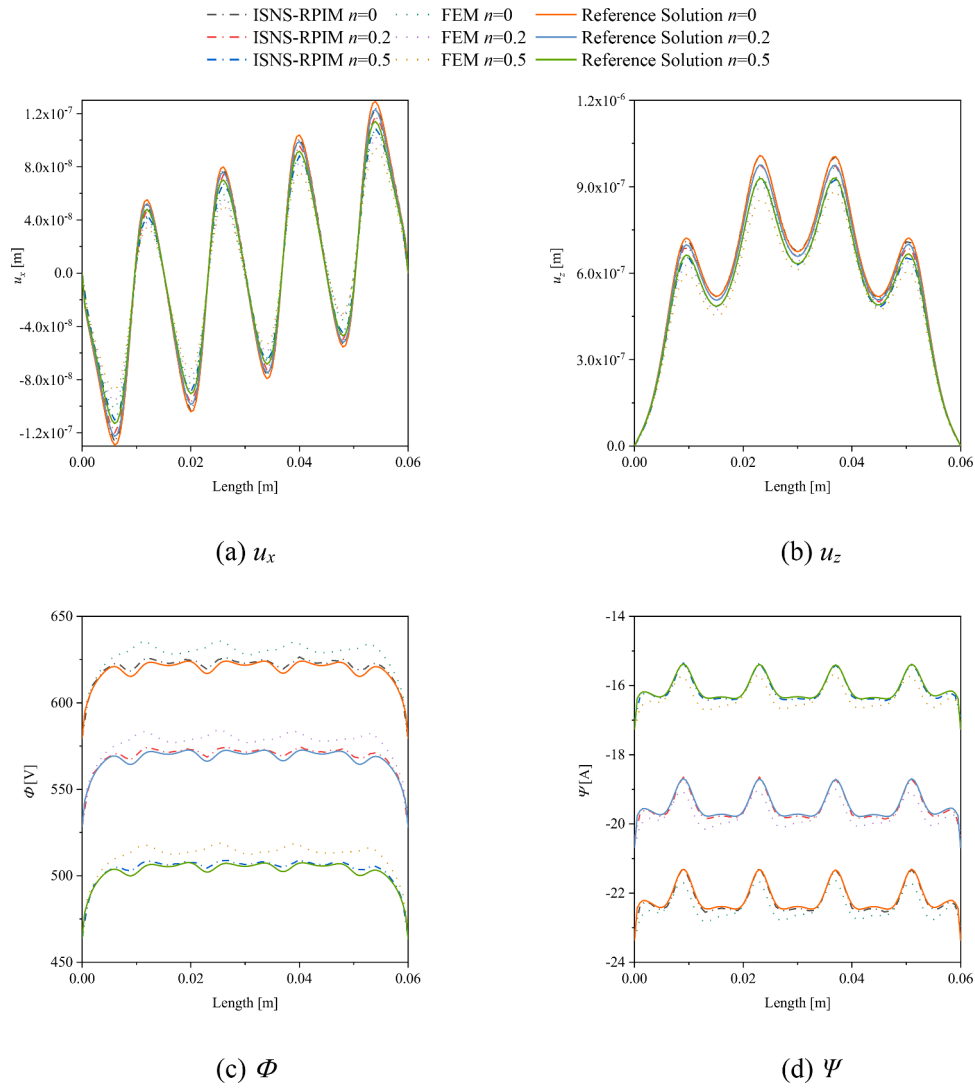 ISNS-RPIM n=0 FEM n=0 Reference Solution n=0
ISNS-RPIM n=0.2 FEM n=0.2 Reference Solution n=0.2
ISNS-RPIM n=0.5 FEM n=0.5 Reference Solution n=0.5
1.2x10⁻⁷
8.0x10⁻⁸
4.0x10⁻⁸
0.0
-4.0x10⁻⁸
-8.0x10⁻⁸
-1.2x10⁻⁷
uₓ [m]
0.00 0.02 0.04 0.06
Length [m]
(a) uₓ
1.2x10⁻⁶
9.0x10⁻⁷
6.0x10⁻⁷
3.0x10⁻⁷
0.0
u_z [m]
0.00 0.02 0.04 0.06
Length [m]
(b) u_z
650
600
550
500
450
Φ [V]
0.00 0.02 0.04 0.06
Length [m]
(c) Φ
-14
-16
-18
-20
-22
-24
Ψ [A]
0.00 0.02 0.04 0.06
Length [m]
(d) Ψ